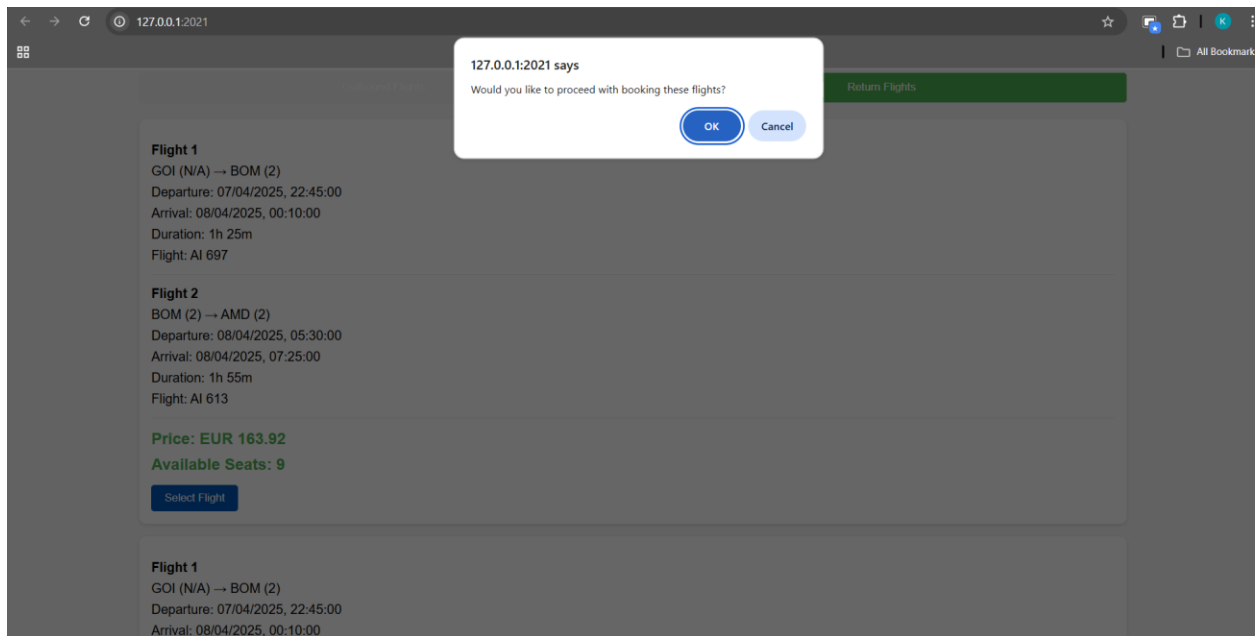 127.0.0.1:2021
K
All Bookmark
127.0.0.1:2021 says
Would you like to proceed with booking these flights?
OK
Cancel
Return Flights
Flight 1
GOI (N/A) → BOM (2)
Departure: 07/04/2025, 22:45:00
Arrival: 08/04/2025, 00:10:00
Duration: 1h 25m
Flight: AI 697
Flight 2
BOM (2) → AMD (2)
Departure: 08/04/2025, 05:30:00
Arrival: 08/04/2025, 07:25:00
Duration: 1h 55m
Flight: AI 613
Price: EUR 163.92
Available Seats: 9
Select Flight
Flight 1
GOI (N/A) → BOM (2)
Departure: 07/04/2025, 22:45:00
Arrival: 08/04/2025, 00:10:00